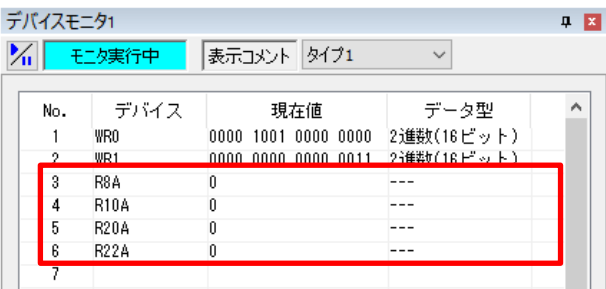 デバイスモニタ1
モニタ実行中 表示コメント タイプ1
No. デバイス 現在値 データ型
1 WR0 0000 1001 0000 0000 2進数(16ビット)
2 WR1 0000 0000 0000 0011 2進数(16ビット)
3 R8A 0 ---
4 R10A 0 ---
5 R20A 0 ---
6 R22A 0 ---
7